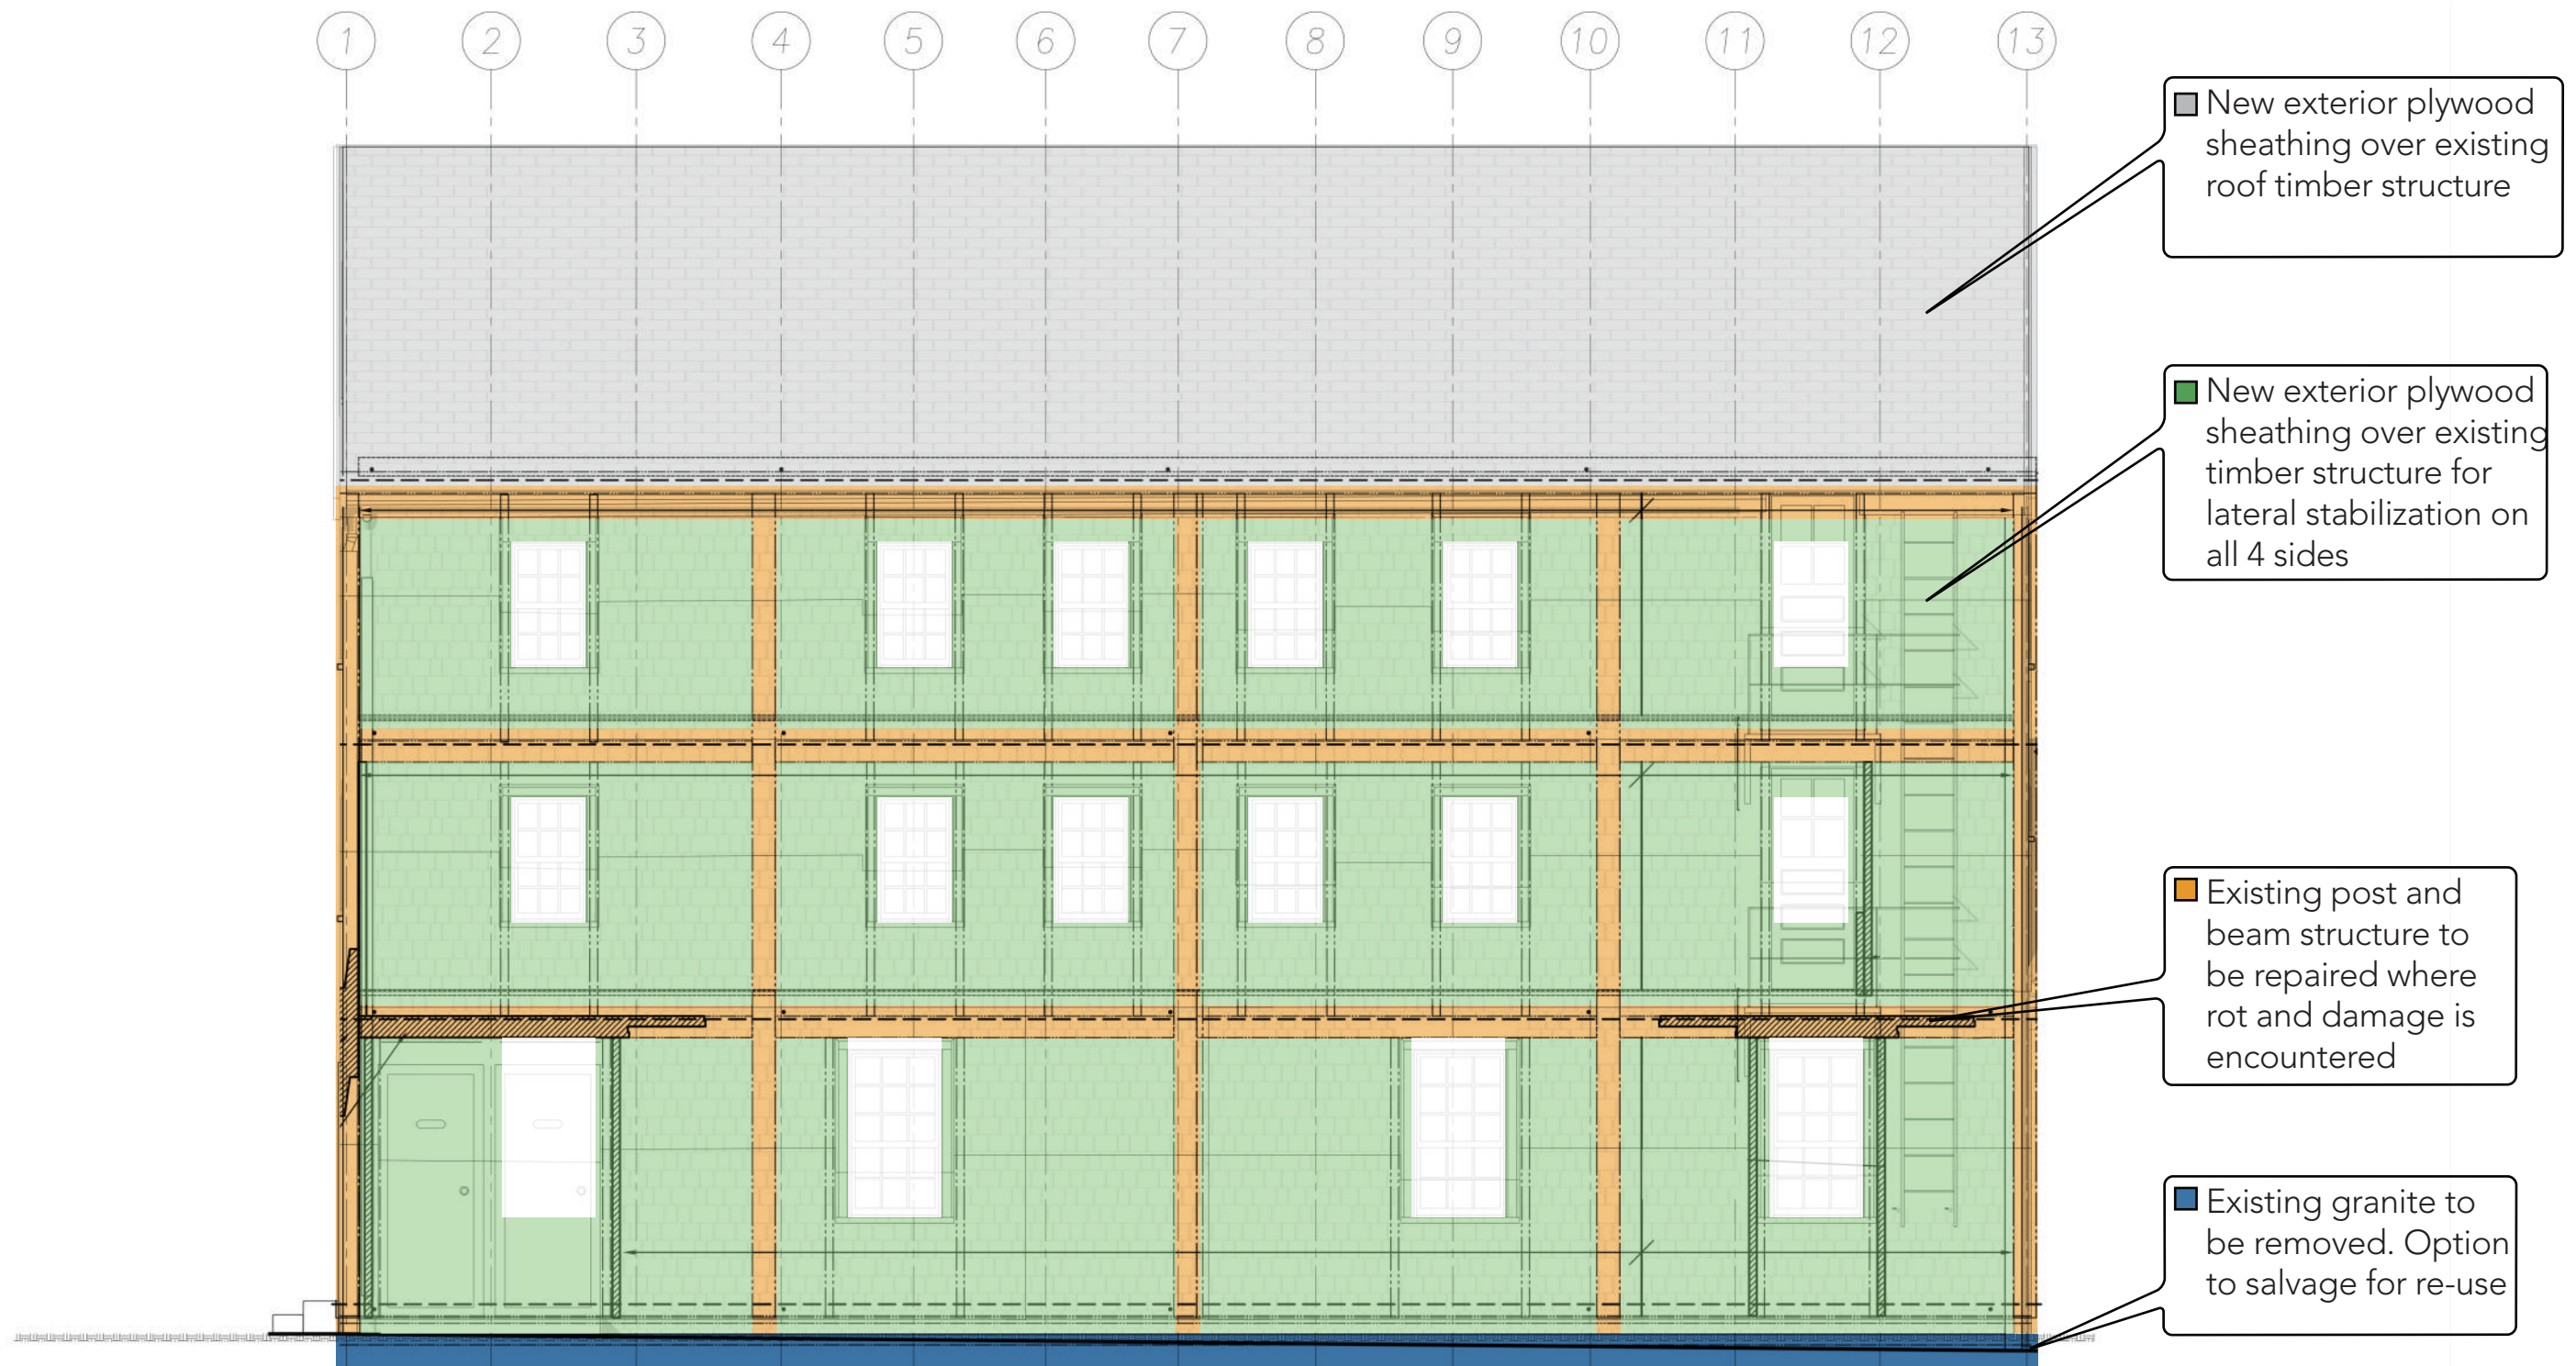 1 2 3 4 5 6 7 8 9 10 11 12 13
New exterior plywood
sheathing over existing
roof timber structure
New exterior plywood
sheathing over existing
timber structure for
lateral stabilization on
all 4 sides
Existing post and
beam structure to
be repaired where
rot and damage is
encountered
Existing granite to
be removed. Option
to salvage for re-use